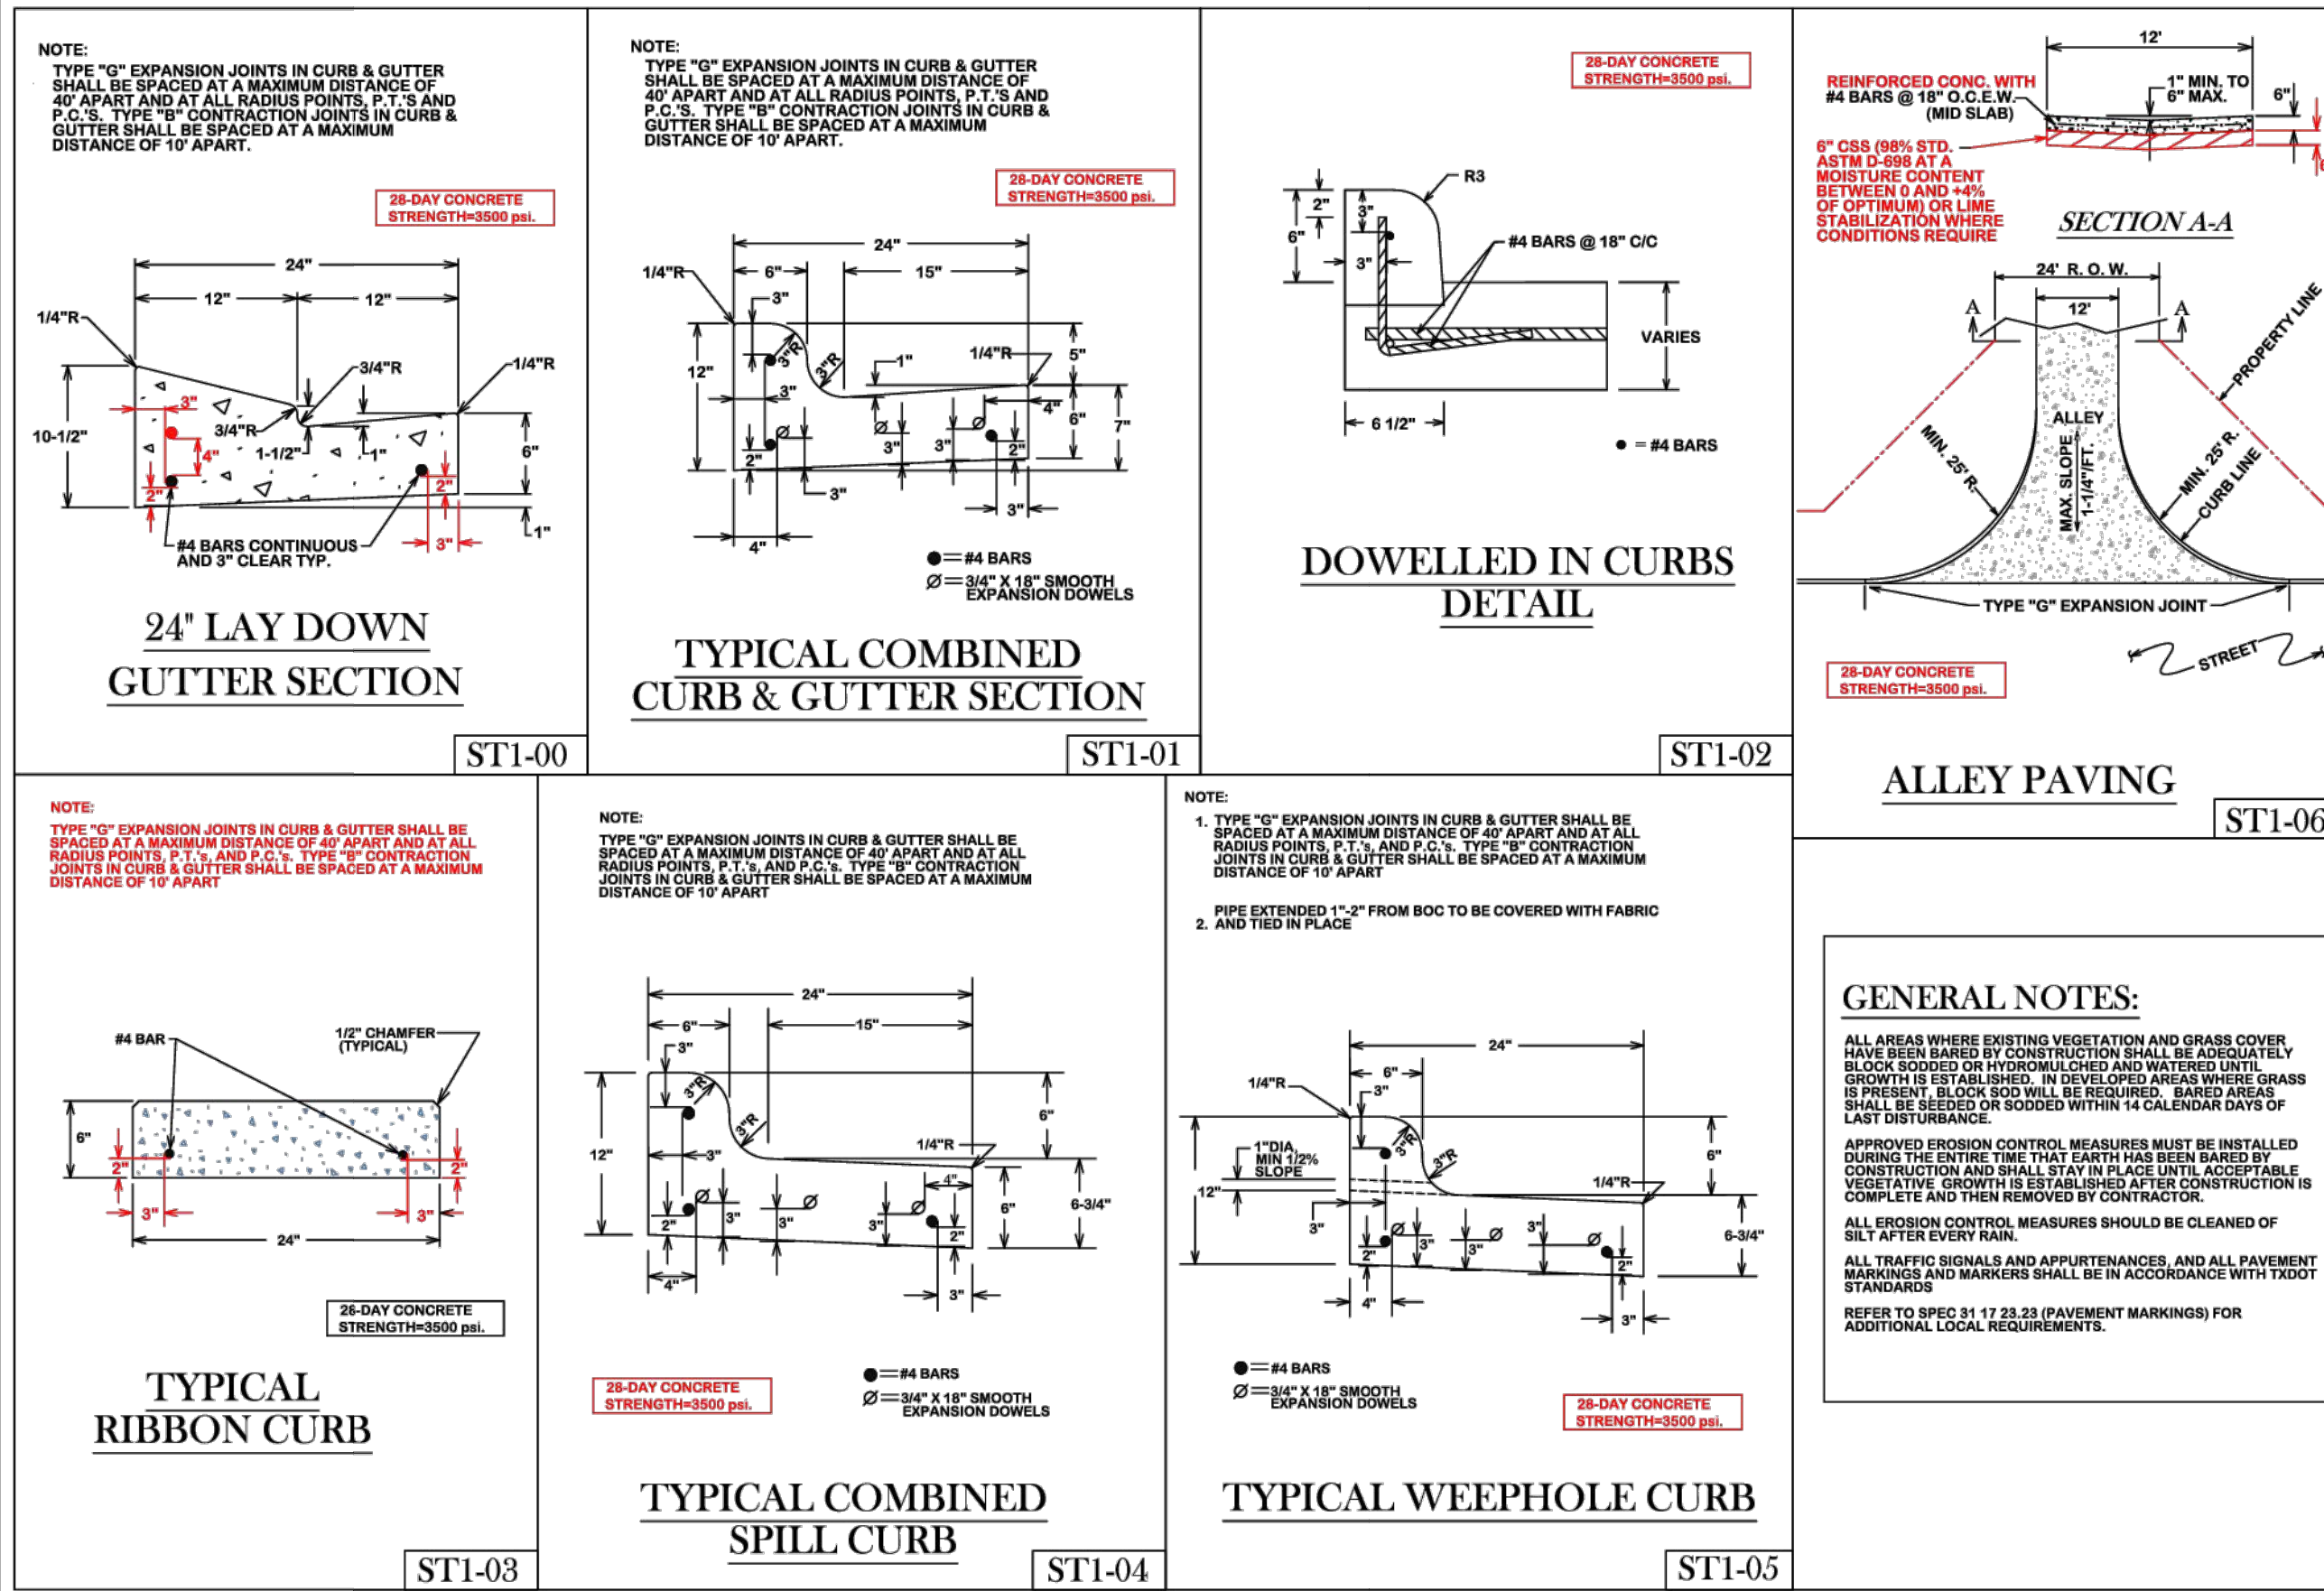 NOTE:
TYPE "G" EXPANSION JOINTS IN CURB & GUTTER
SHALL BE SPACED AT A MAXIMUM DISTANCE OF
40' APART AND AT ALL RADIUS POINTS, P.T.'S AND
P.C.'S. TYPE "B" CONTRACTION JOINTS IN CURB &
GUTTER SHALL BE SPACED AT A MAXIMUM
DISTANCE OF 10' APART.
28-DAY CONCRETE
STRENGTH=3500 psi.
24"
12"
12"
1/4"R
3/4"R
1/4"R
3"
10-1/2"
3/4"R
4"
1-1/2"
1"
6"
2"
2"
1"
#4 BARS CONTINUOUS
AND 3" CLEAR TYP.
3"
24" LAY DOWN
GUTTER SECTION
ST1-00
NOTE:
TYPE "G" EXPANSION JOINTS IN CURB & GUTTER
SHALL BE SPACED AT A MAXIMUM DISTANCE OF
40' APART AND AT ALL RADIUS POINTS, P.T.'S AND
P.C.'S. TYPE "B" CONTRACTION JOINTS IN CURB &
GUTTER SHALL BE SPACED AT A MAXIMUM
DISTANCE OF 10' APART.
28-DAY CONCRETE
STRENGTH=3500 psi.
24"
1/4"R
6"
15"
3"
3"R
3"R
1"
1/4"R
5"
12"
3"
4"
6"
7"
2"
3"
3"
2"
3"
3"
4"
● = #4 BARS
Ø = 3/4" X 18" SMOOTH
EXPANSION DOWELS
TYPICAL COMBINED
CURB & GUTTER SECTION
ST1-01
28-DAY CONCRETE
STRENGTH=3500 psi.
R3
2"
3"
6"
3"
#4 BARS @ 18" C/C
VARIES
6 1/2"
● = #4 BARS
DOWELLED IN CURBS
DETAIL
ST1-02
12'
REINFORCED CONC. WITH
#4 BARS @ 18" O.C.E.W.
(MID SLAB)
1" MIN. TO
6" MAX.
6"
6" CSS (98% STD.
ASTM D-698 AT A
MOISTURE CONTENT
BETWEEN 0 AND +4%
OF OPTIMUM) OR LIME
STABILIZATION WHERE
CONDITIONS REQUIRE
SECTION A-A
24' R. O. W.
12'
A
A
PROPERTY LINE
ALLEY
MAX. SLOPE
1-1/4"/FT.
MIN. 25' R.
MIN. 25' R.
CURB LINE
TYPE "G" EXPANSION JOINT
STREET
28-DAY CONCRETE
STRENGTH=3500 psi.
ALLEY PAVING
ST1-06
NOTE:
TYPE "G" EXPANSION JOINTS IN CURB & GUTTER SHALL BE
SPACED AT A MAXIMUM DISTANCE OF 40' APART AND AT ALL
RADIUS POINTS, P.T.'s, AND P.C.'s. TYPE "B" CONTRACTION
JOINTS IN CURB & GUTTER SHALL BE SPACED AT A MAXIMUM
DISTANCE OF 10' APART
#4 BAR
1/2" CHAMFER
(TYPICAL)
6"
2"
2"
3"
3"
24"
28-DAY CONCRETE
STRENGTH=3500 psi.
TYPICAL
RIBBON CURB
ST1-03
NOTE:
TYPE "G" EXPANSION JOINTS IN CURB & GUTTER SHALL BE
SPACED AT A MAXIMUM DISTANCE OF 40' APART AND AT ALL
RADIUS POINTS, P.T.'s, AND P.C.'s. TYPE "B" CONTRACTION
JOINTS IN CURB & GUTTER SHALL BE SPACED AT A MAXIMUM
DISTANCE OF 10' APART
24"
6"
15"
3"
3"R
3"R
6"
1/4"R
12"
3"
4"
6"
6-3/4"
2"
3"
3"
3"
2"
4"
3"
28-DAY CONCRETE
STRENGTH=3500 psi.
● = #4 BARS
Ø = 3/4" X 18" SMOOTH
EXPANSION DOWELS
TYPICAL COMBINED
SPILL CURB
ST1-04
NOTE:
1. TYPE "G" EXPANSION JOINTS IN CURB & GUTTER SHALL BE
SPACED AT A MAXIMUM DISTANCE OF 40' APART AND AT ALL
RADIUS POINTS, P.T.'s, AND P.C.'s. TYPE "B" CONTRACTION
JOINTS IN CURB & GUTTER SHALL BE SPACED AT A MAXIMUM
DISTANCE OF 10' APART
PIPE EXTENDED 1"-2" FROM BOC TO BE COVERED WITH FABRIC
2. AND TIED IN PLACE
24"
1/4"R
6"
3"
3"R
3"R
1"DIA,
MIN 1/2%
SLOPE
6"
12"
1/4"R
3"
2"
3"
3"
3"
2"
6-3/4"
4"
3"
● = #4 BARS
Ø = 3/4" X 18" SMOOTH
EXPANSION DOWELS
28-DAY CONCRETE
STRENGTH=3500 psi.
TYPICAL WEEPHOLE CURB
ST1-05
GENERAL NOTES:
ALL AREAS WHERE EXISTING VEGETATION AND GRASS COVER
HAVE BEEN BARED BY CONSTRUCTION SHALL BE ADEQUATELY
BLOCK SODDED OR HYDROMULCHED AND WATERED UNTIL
GROWTH IS ESTABLISHED. IN DEVELOPED AREAS WHERE GRASS
IS PRESENT, BLOCK SOD WILL BE REQUIRED. BARED AREAS
SHALL BE SEEDED OR SODDED WITHIN 14 CALENDAR DAYS OF
LAST DISTURBANCE.
APPROVED EROSION CONTROL MEASURES MUST BE INSTALLED
DURING THE ENTIRE TIME THAT EARTH HAS BEEN BARED BY
CONSTRUCTION AND SHALL STAY IN PLACE UNTIL ACCEPTABLE
VEGETATIVE GROWTH IS ESTABLISHED AFTER CONSTRUCTION IS
COMPLETE AND THEN REMOVED BY CONTRACTOR.
ALL EROSION CONTROL MEASURES SHOULD BE CLEANED OF
SILT AFTER EVERY RAIN.
ALL TRAFFIC SIGNALS AND APPURTENANCES, AND ALL PAVEMENT
MARKINGS AND MARKERS SHALL BE IN ACCORDANCE WITH TXDOT
STANDARDS
REFER TO SPEC 31 17 23.23 (PAVEMENT MARKINGS) FOR
ADDITIONAL LOCAL REQUIREMENTS.